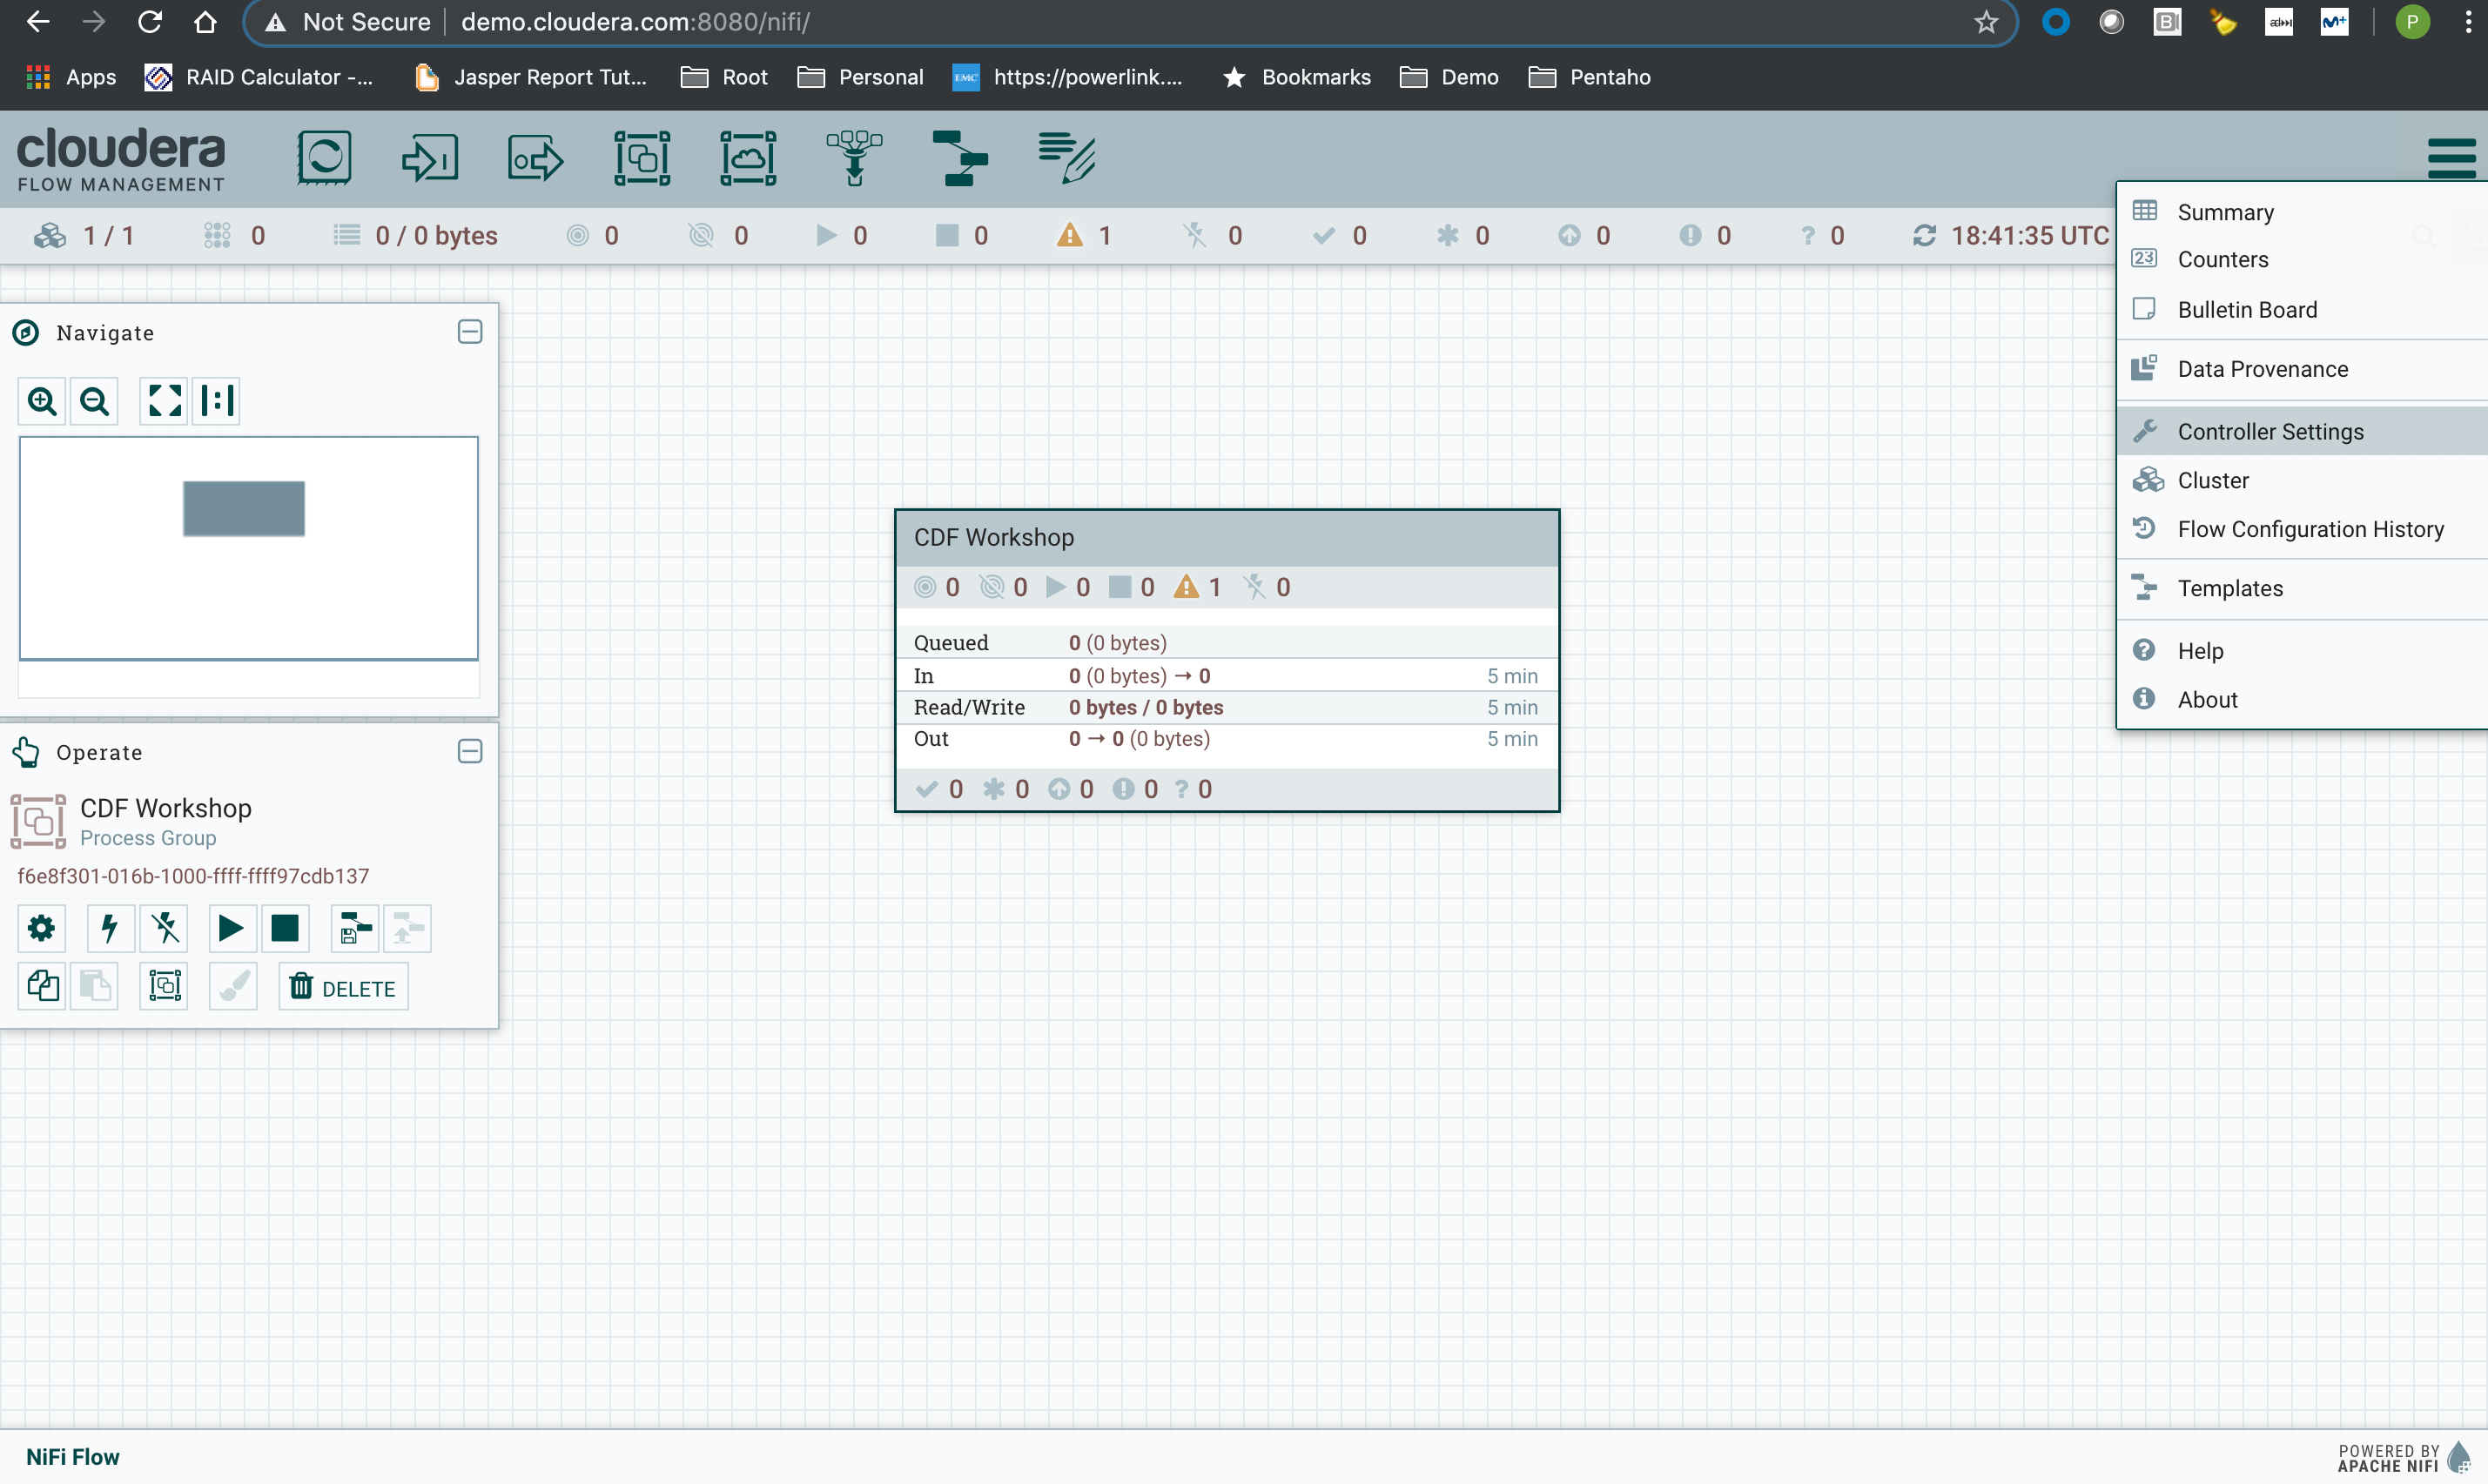 Not Secure demo.cloudera.com:8080/nifi/ P
Apps RAID Calculator -... Jasper Report Tut... Root Personal EMC² https://powerlink.... Bookmarks Demo Pentaho
cloudera
FLOW MANAGEMENT
1 / 1 0 0 / 0 bytes 0 0 0 0 1 0 0 0 0 0 ? 0 18:41:35 UTC
Summary
23 Counters
Bulletin Board
Data Provenance
Controller Settings
Cluster
Flow Configuration History
Templates
Help
About
Navigate
Operate
CDF Workshop
Process Group
f6e8f301-016b-1000-ffff-ffff97cdb137
DELETE
CDF Workshop
0 0 0 0 1 0
Queued 0 (0 bytes)
In 0 (0 bytes) → 0 5 min
Read/Write 0 bytes / 0 bytes 5 min
Out 0 → 0 (0 bytes) 5 min
0 0 0 0 ? 0
NiFi Flow
POWERED BY
APACHE NIFI